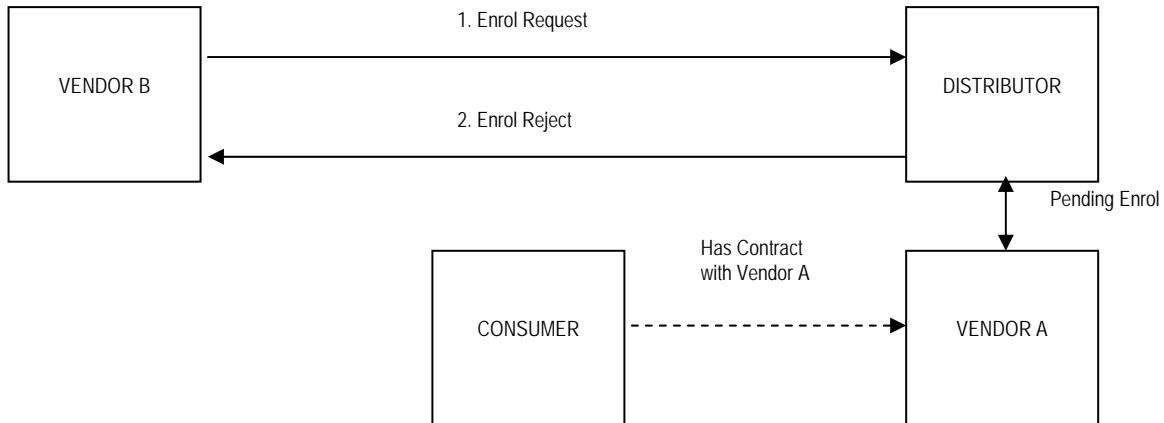 1. Enrol Request
VENDOR B
DISTRIBUTOR
2. Enrol Reject
Pending Enrol
Has Contract
with Vendor A
CONSUMER
VENDOR A